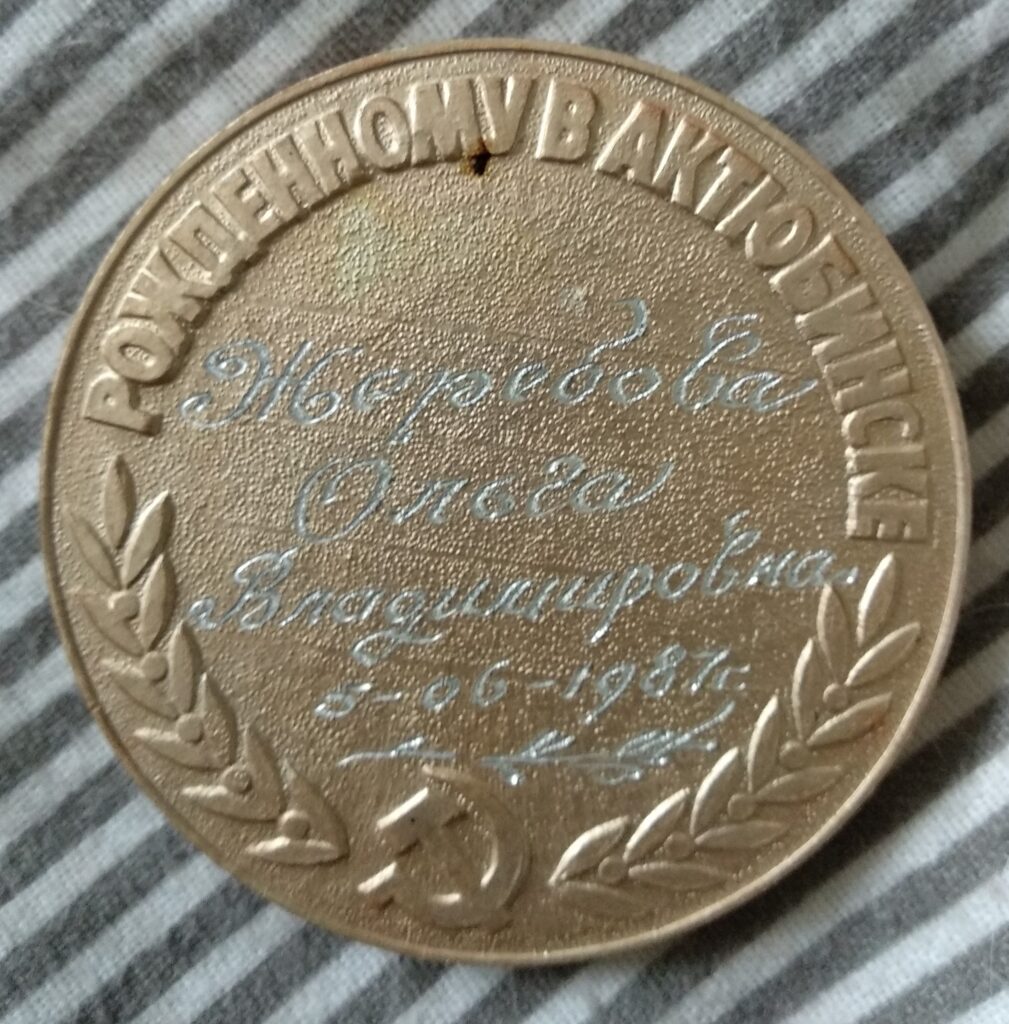 РОЖДЕННОМУ В АКТЮБИНСКЕ
Жеребова
Ольга
Владимировна.
5-06-1987г.